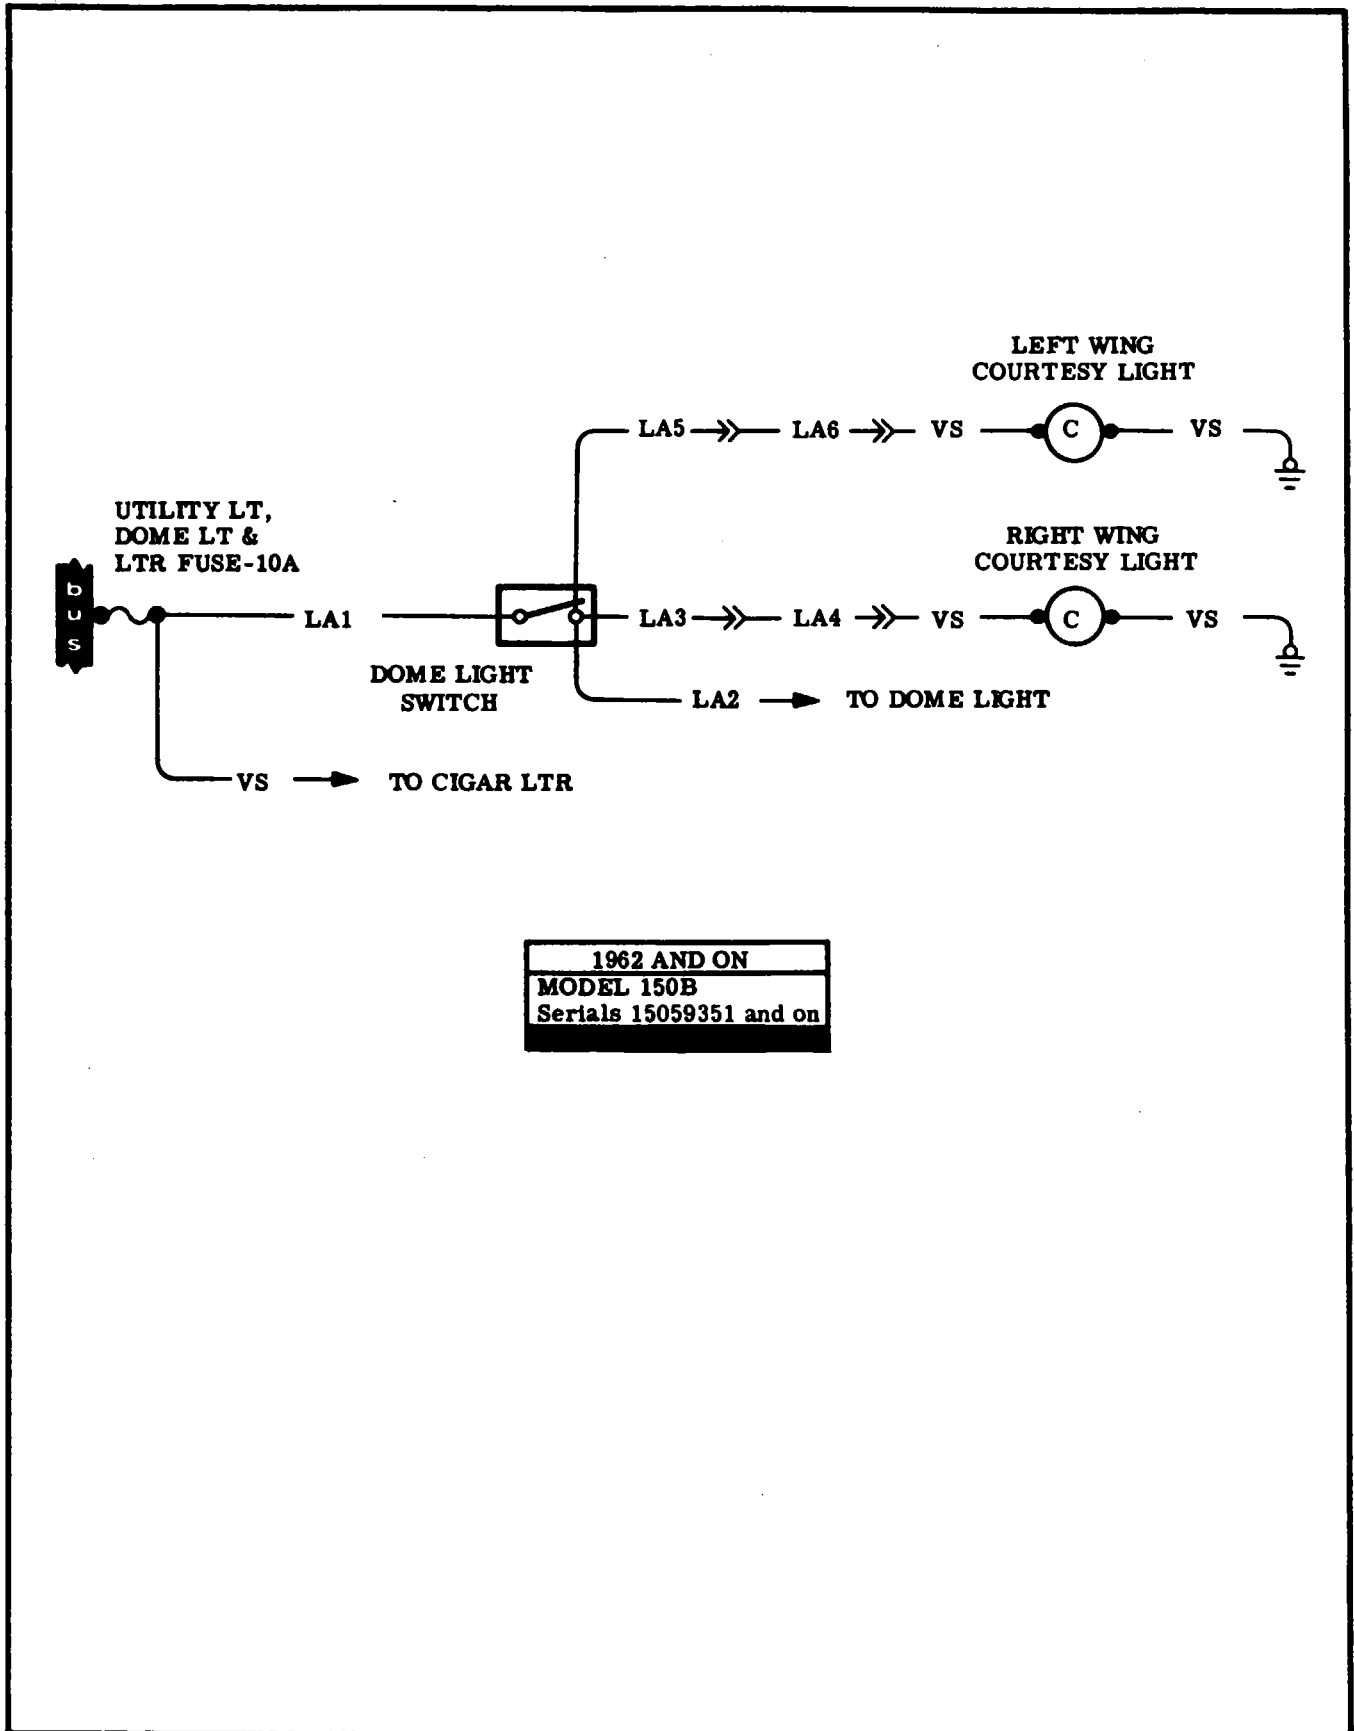 LEFT WING
COURTESY LIGHT
LA5 LA6 VS C VS
UTILITY LT,
DOME LT &
LTR FUSE-10A
RIGHT WING
COURTESY LIGHT
bus
LA1
LA3 LA4 VS C VS
DOME LIGHT
SWITCH
LA2 TO DOME LIGHT
VS TO CIGAR LTR
1962 AND ON
MODEL 150B
Serials 15059351 and on